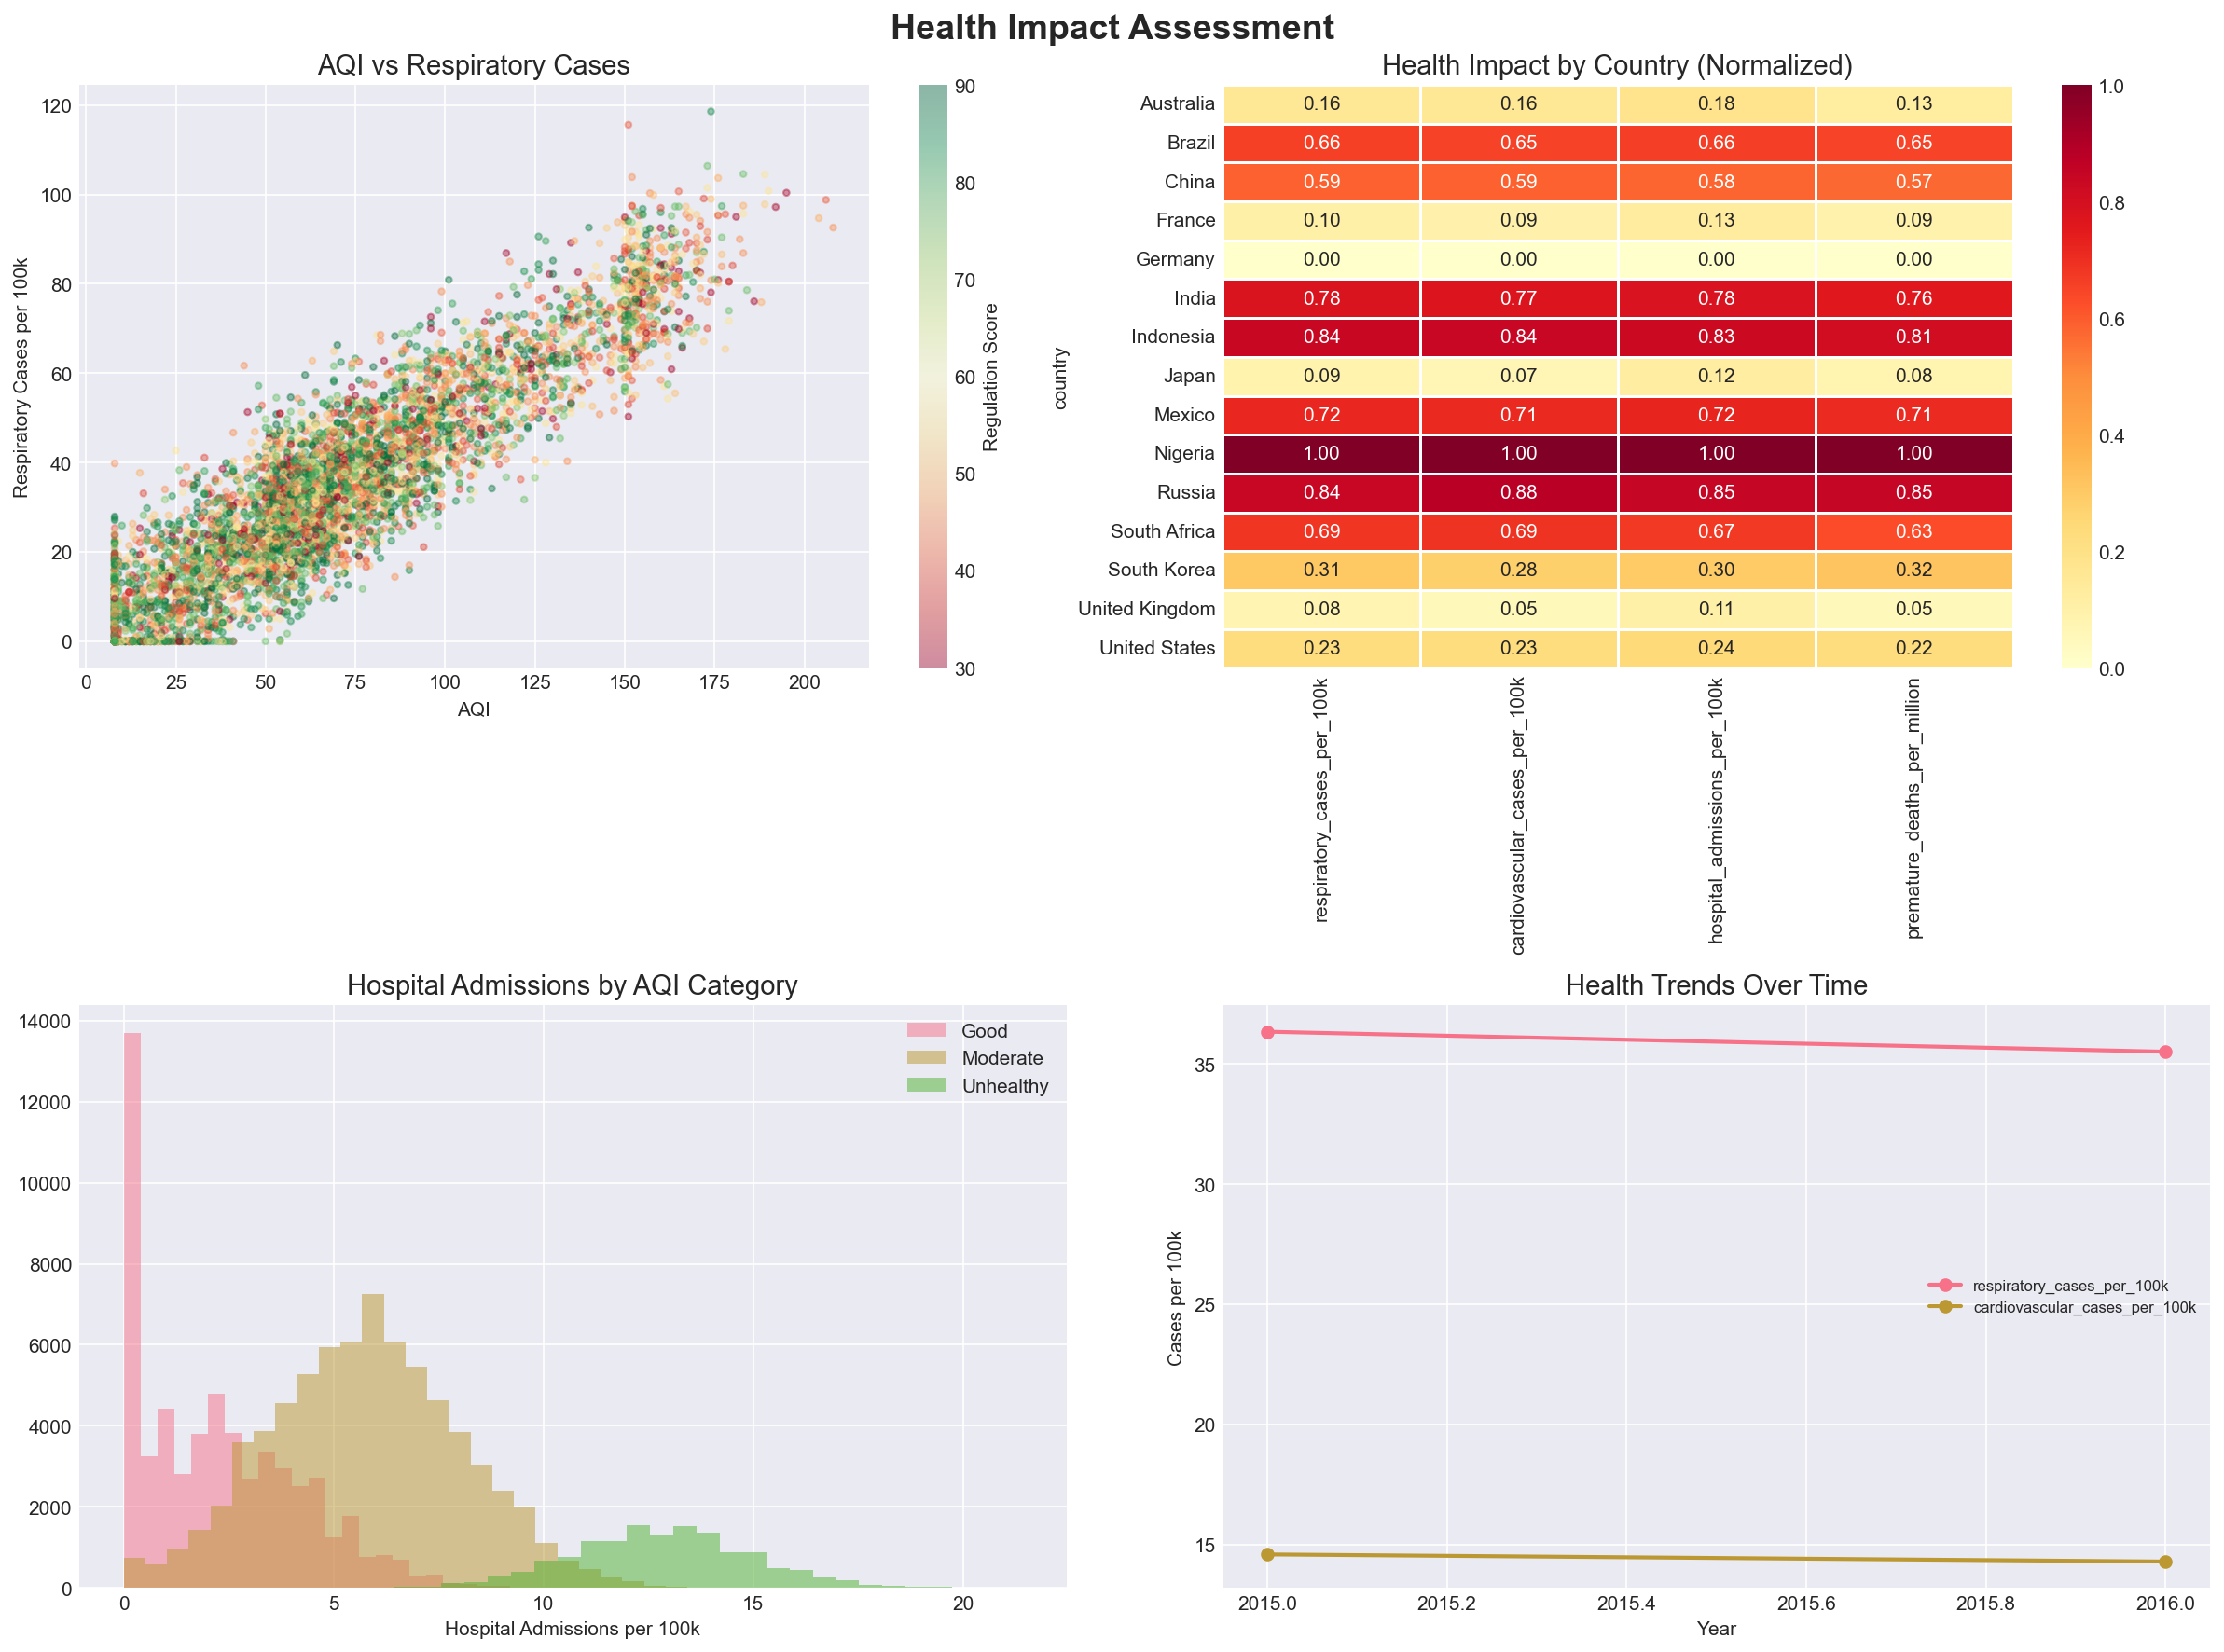 Health Impact Assessment
AQI vs Respiratory Cases
120
100
80
60
40
20
0
Respiratory Cases per 100k
0 25 50 75 100 125 150 175 200
AQI
90
80
70
60
50
40
30
Regulation Score
Health Impact by Country (Normalized)
country
Australia 0.16 0.16 0.18 0.13
Brazil 0.66 0.65 0.66 0.65
China 0.59 0.59 0.58 0.57
France 0.10 0.09 0.13 0.09
Germany 0.00 0.00 0.00 0.00
India 0.78 0.77 0.78 0.76
Indonesia 0.84 0.84 0.83 0.81
Japan 0.09 0.07 0.12 0.08
Mexico 0.72 0.71 0.72 0.71
Nigeria 1.00 1.00 1.00 1.00
Russia 0.84 0.88 0.85 0.85
South Africa 0.69 0.69 0.67 0.63
South Korea 0.31 0.28 0.30 0.32
United Kingdom 0.08 0.05 0.11 0.05
United States 0.23 0.23 0.24 0.22
respiratory_cases_per_100k
cardiovascular_cases_per_100k
hospital_admissions_per_100k
premature_deaths_per_million
1.0
0.8
0.6
0.4
0.2
0.0
Hospital Admissions by AQI Category
14000
12000
10000
8000
6000
4000
2000
0
Good
Moderate
Unhealthy
0 5 10 15 20
Hospital Admissions per 100k
Health Trends Over Time
35
30
25
20
15
Cases per 100k
respiratory_cases_per_100k
cardiovascular_cases_per_100k
2015.0 2015.2 2015.4 2015.6 2015.8 2016.0
Year